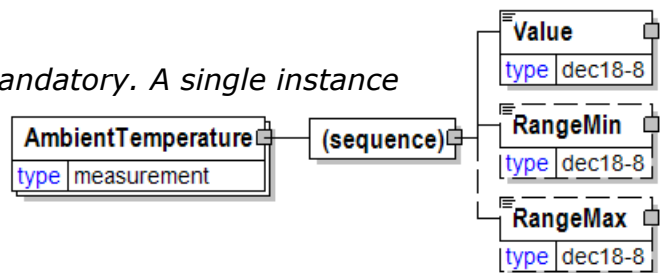 Value
type dec18-8
andatory. A single instance
RangeMin
type dec18-8
AmbientTemperature
type measurement
(sequence)
RangeMax
type dec18-8